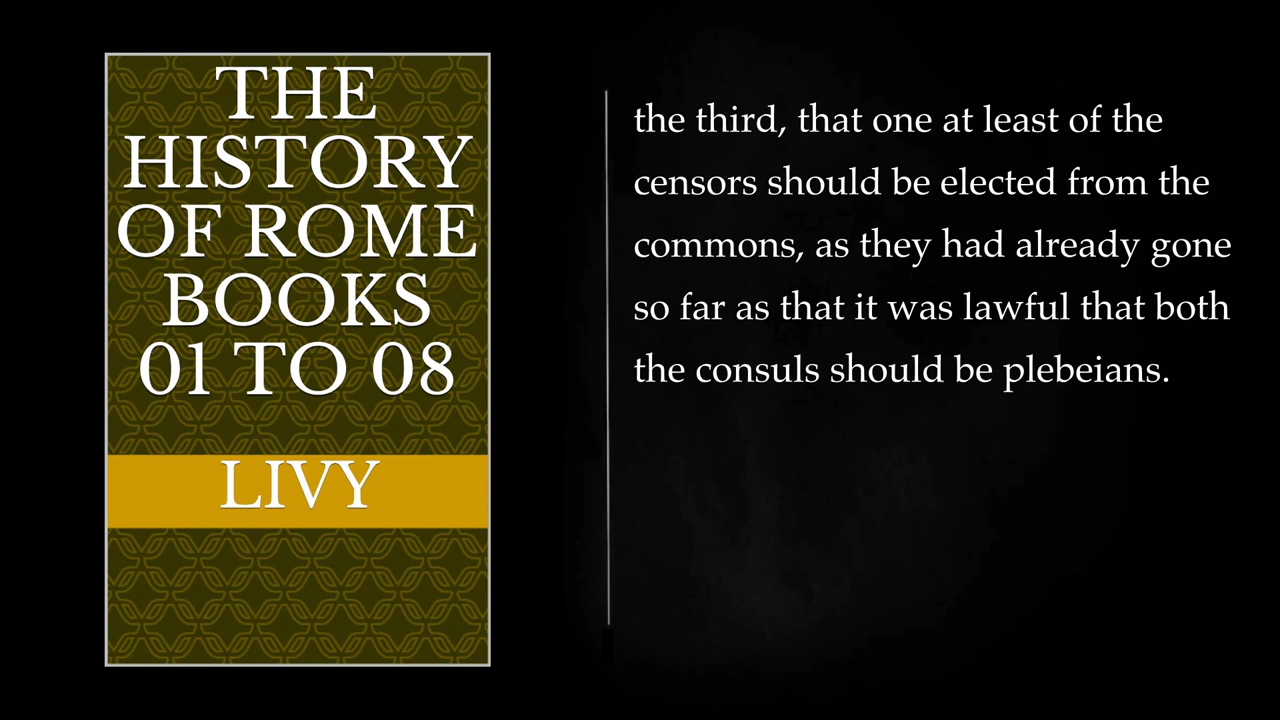 THE
HISTORY
OF ROME
BOOKS
01 TO 08
LIVY
the third, that one at least of the
censors should be elected from the
commons, as they had already gone
so far as that it was lawful that both
the consuls should be plebeians.